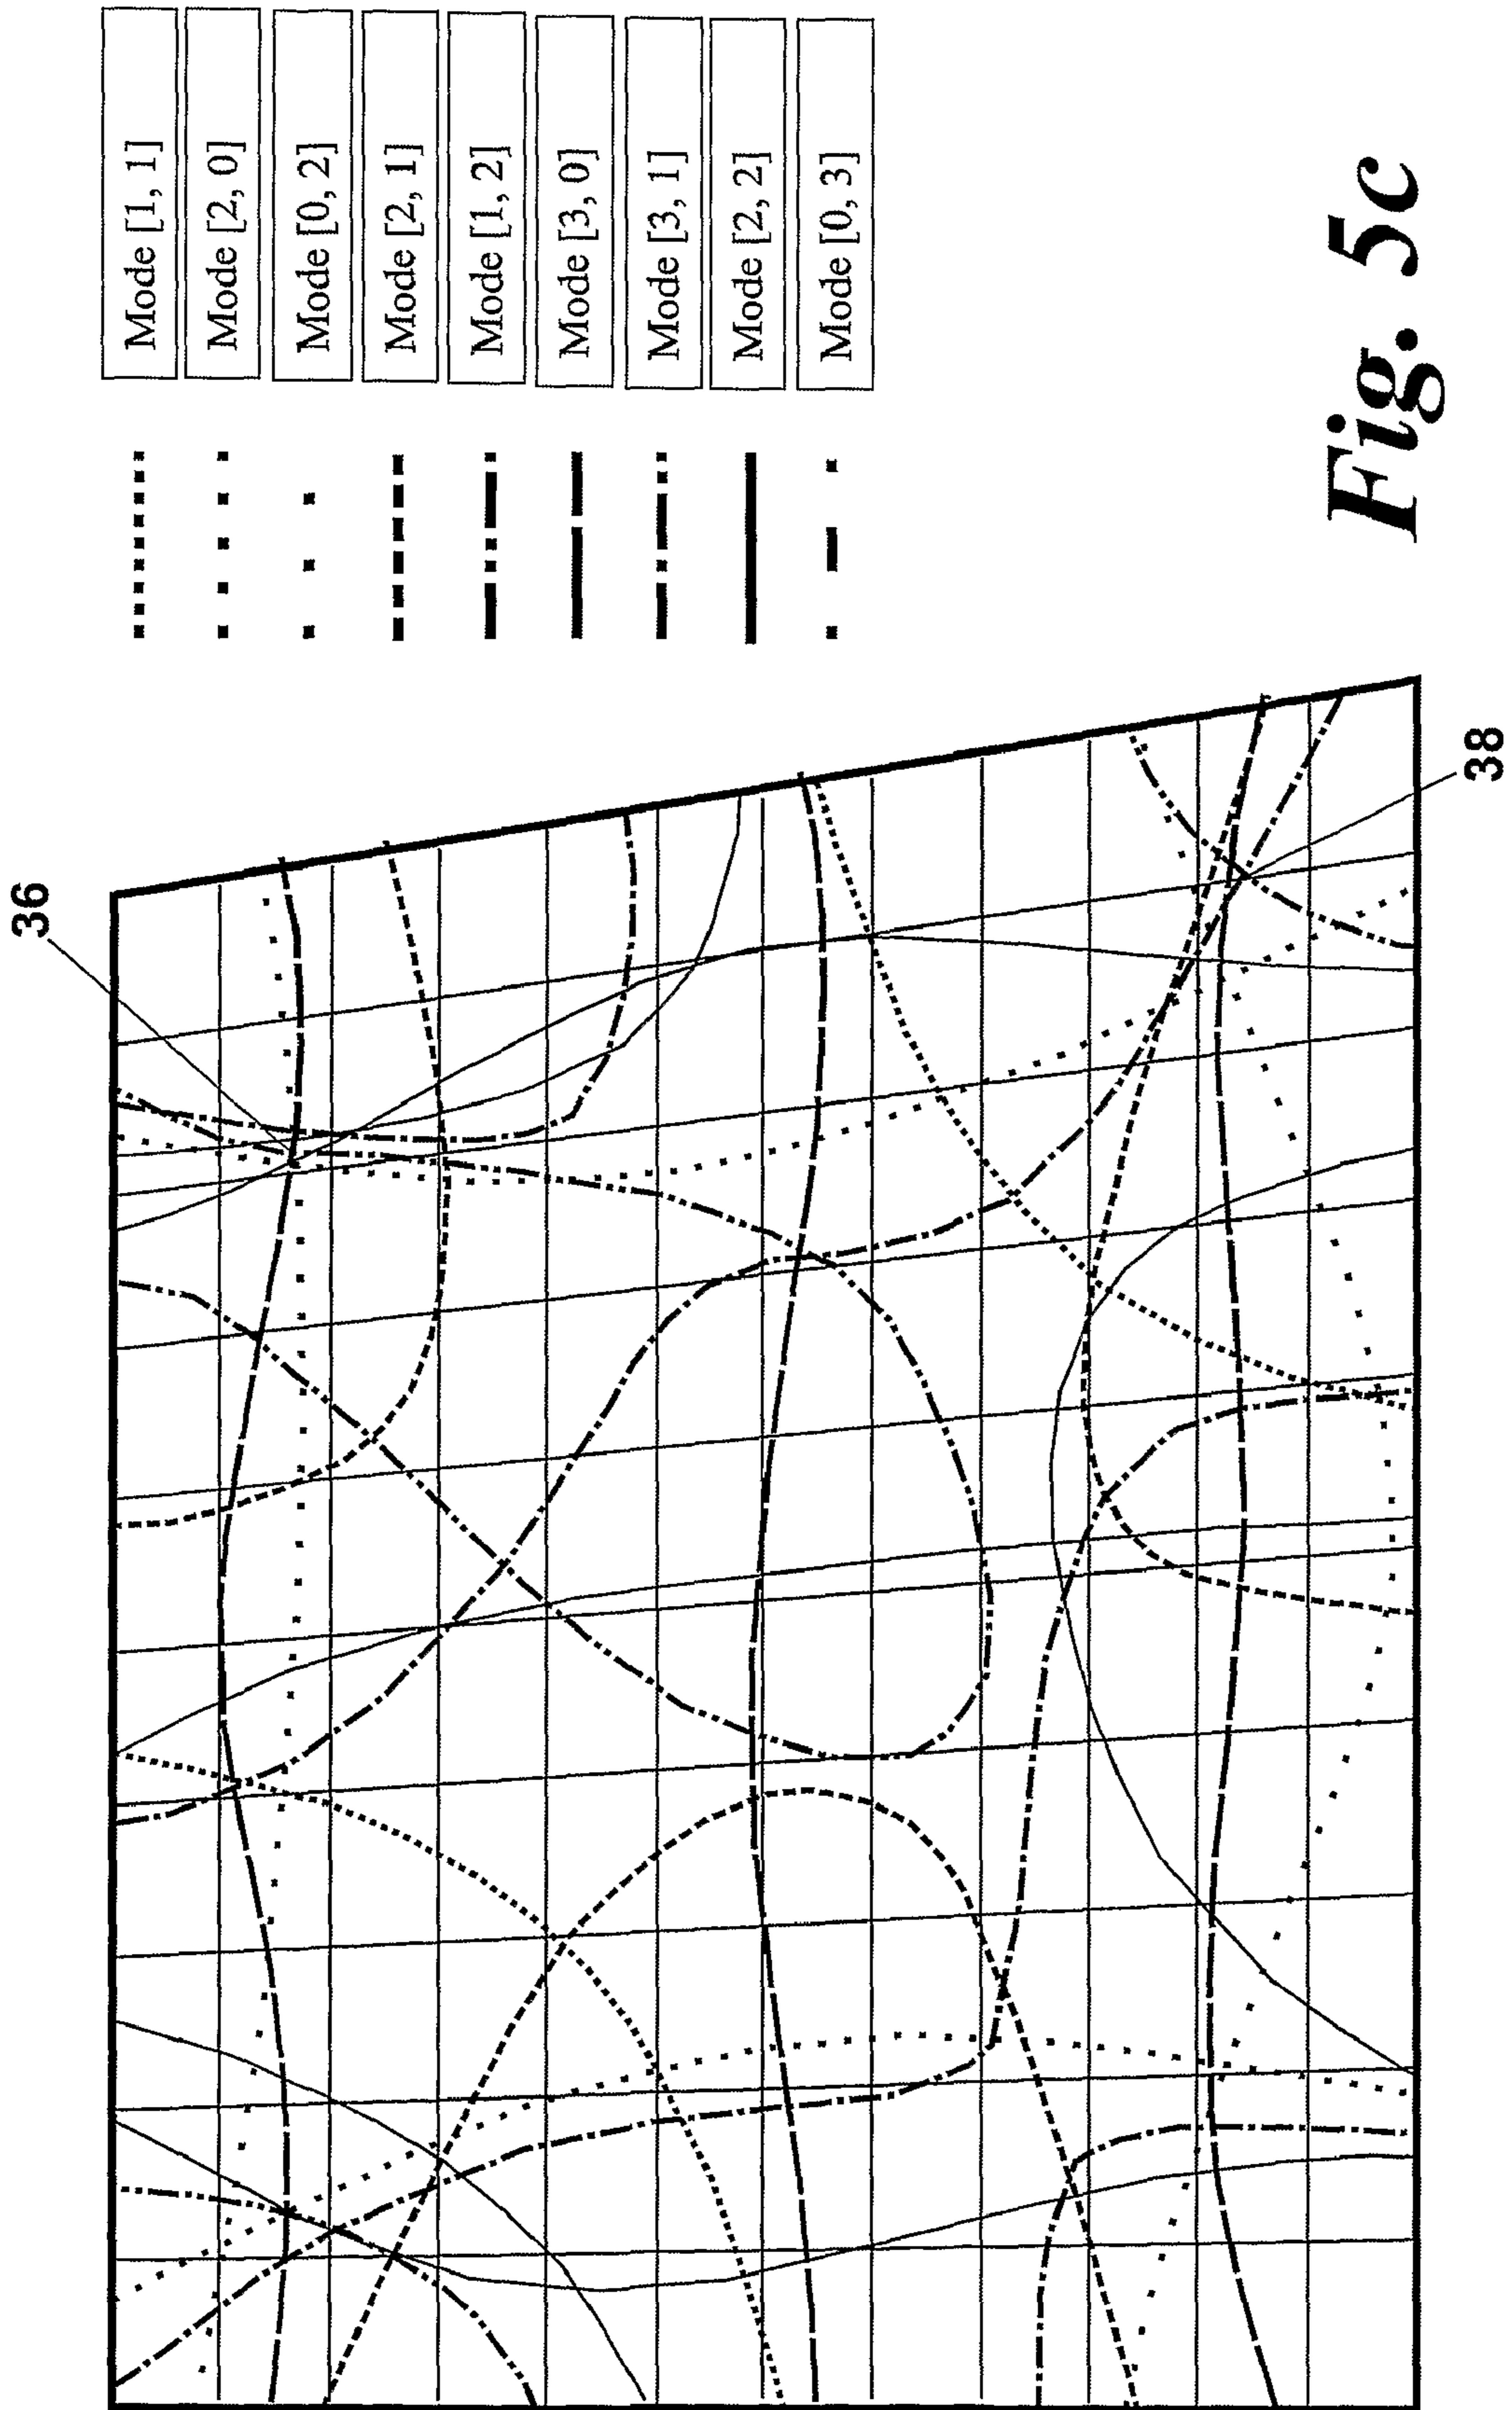 Mode [1, 1]
Mode [2, 0]
Mode [0, 2]
Mode [2, 1]
Mode [1, 2]
Mode [3, 0]
Mode [3, 1]
Mode [2, 2]
Mode [0, 3]
36
38
Fig. 5c